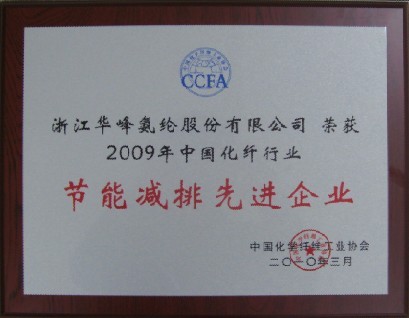 CCFA
浙江华峰氨纶股份有限公司 荣获
2009年中国化纤行业
节能减排先进企业
中国化学纤维工业协会
二〇一〇年三月